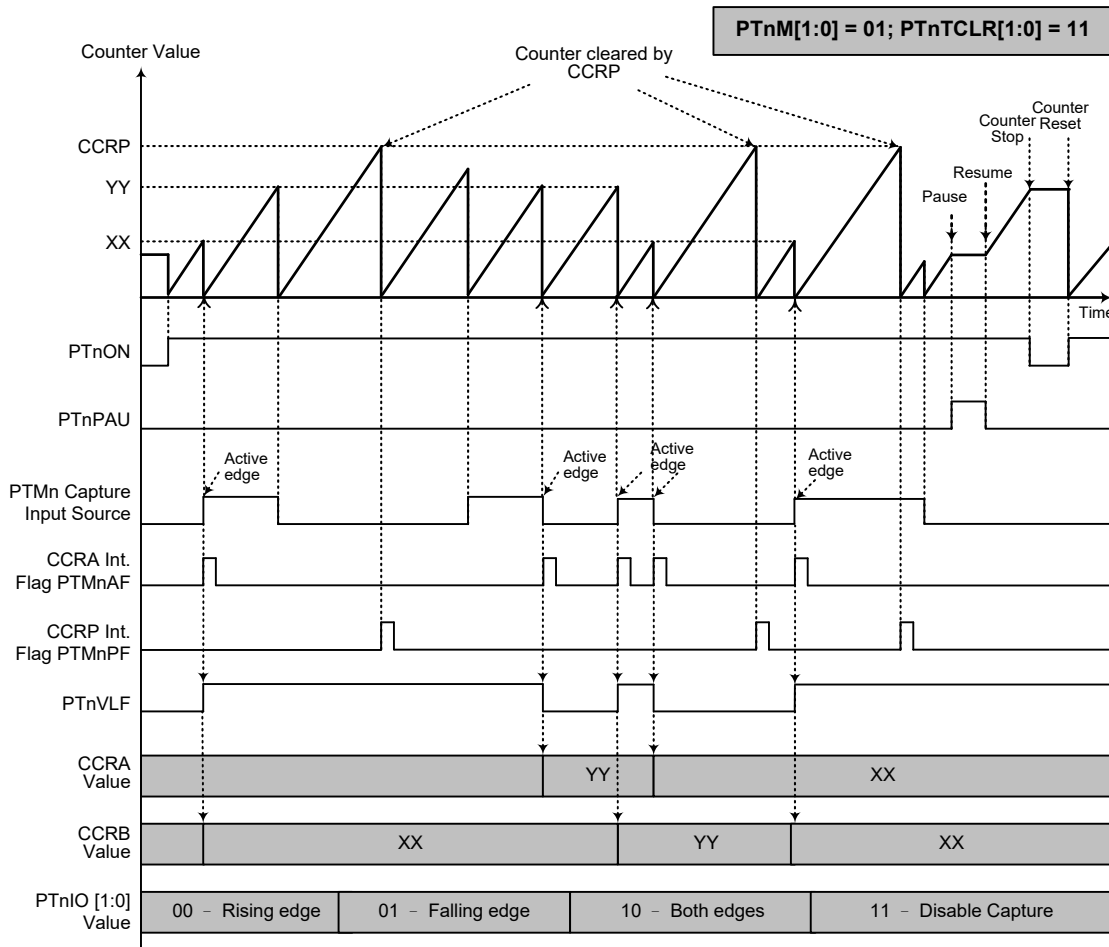 PTnM[1:0] = 01; PTnTCLR[1:0] = 11
Counter Value
Counter cleared by
CCRP
Counter
Stop
Counter
Reset
CCRP
YY
XX
Pause
Resume
Time
PTnON
PTnPAU
Active
edge
Active
edge
Active
edge
Active
edge
PTMn Capture
Input Source
CCRA Int.
Flag PTMnAF
CCRP Int.
Flag PTMnPF
PTnVLF
CCRA
Value
YY
XX
CCRB
Value
XX
YY
XX
PTnIO [1:0]
Value
00 – Rising edge
01 – Falling edge
10 – Both edges
11 – Disable Capture